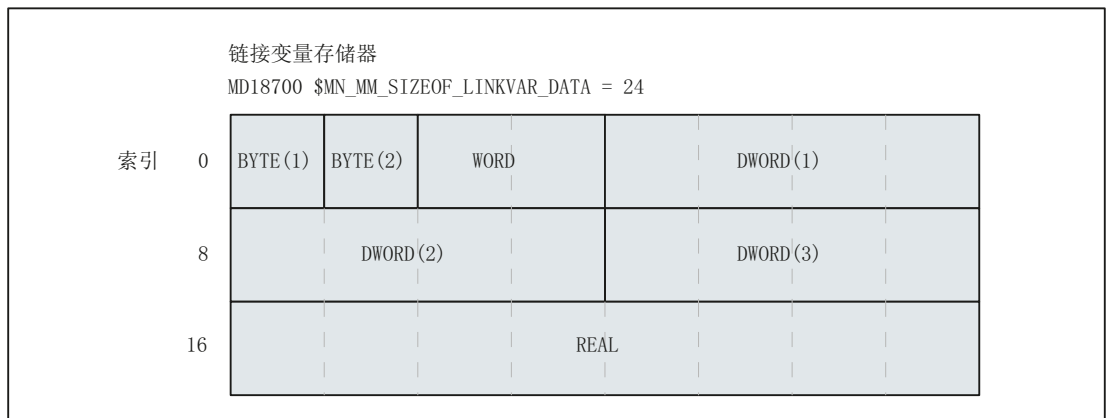 链接变量存储器
MD18700 $MN_MM_SIZEOF_LINKVAR_DATA = 24
索引 0 BYTE(1) BYTE(2) WORD DWORD(1)
8 DWORD(2) DWORD(3)
16 REAL